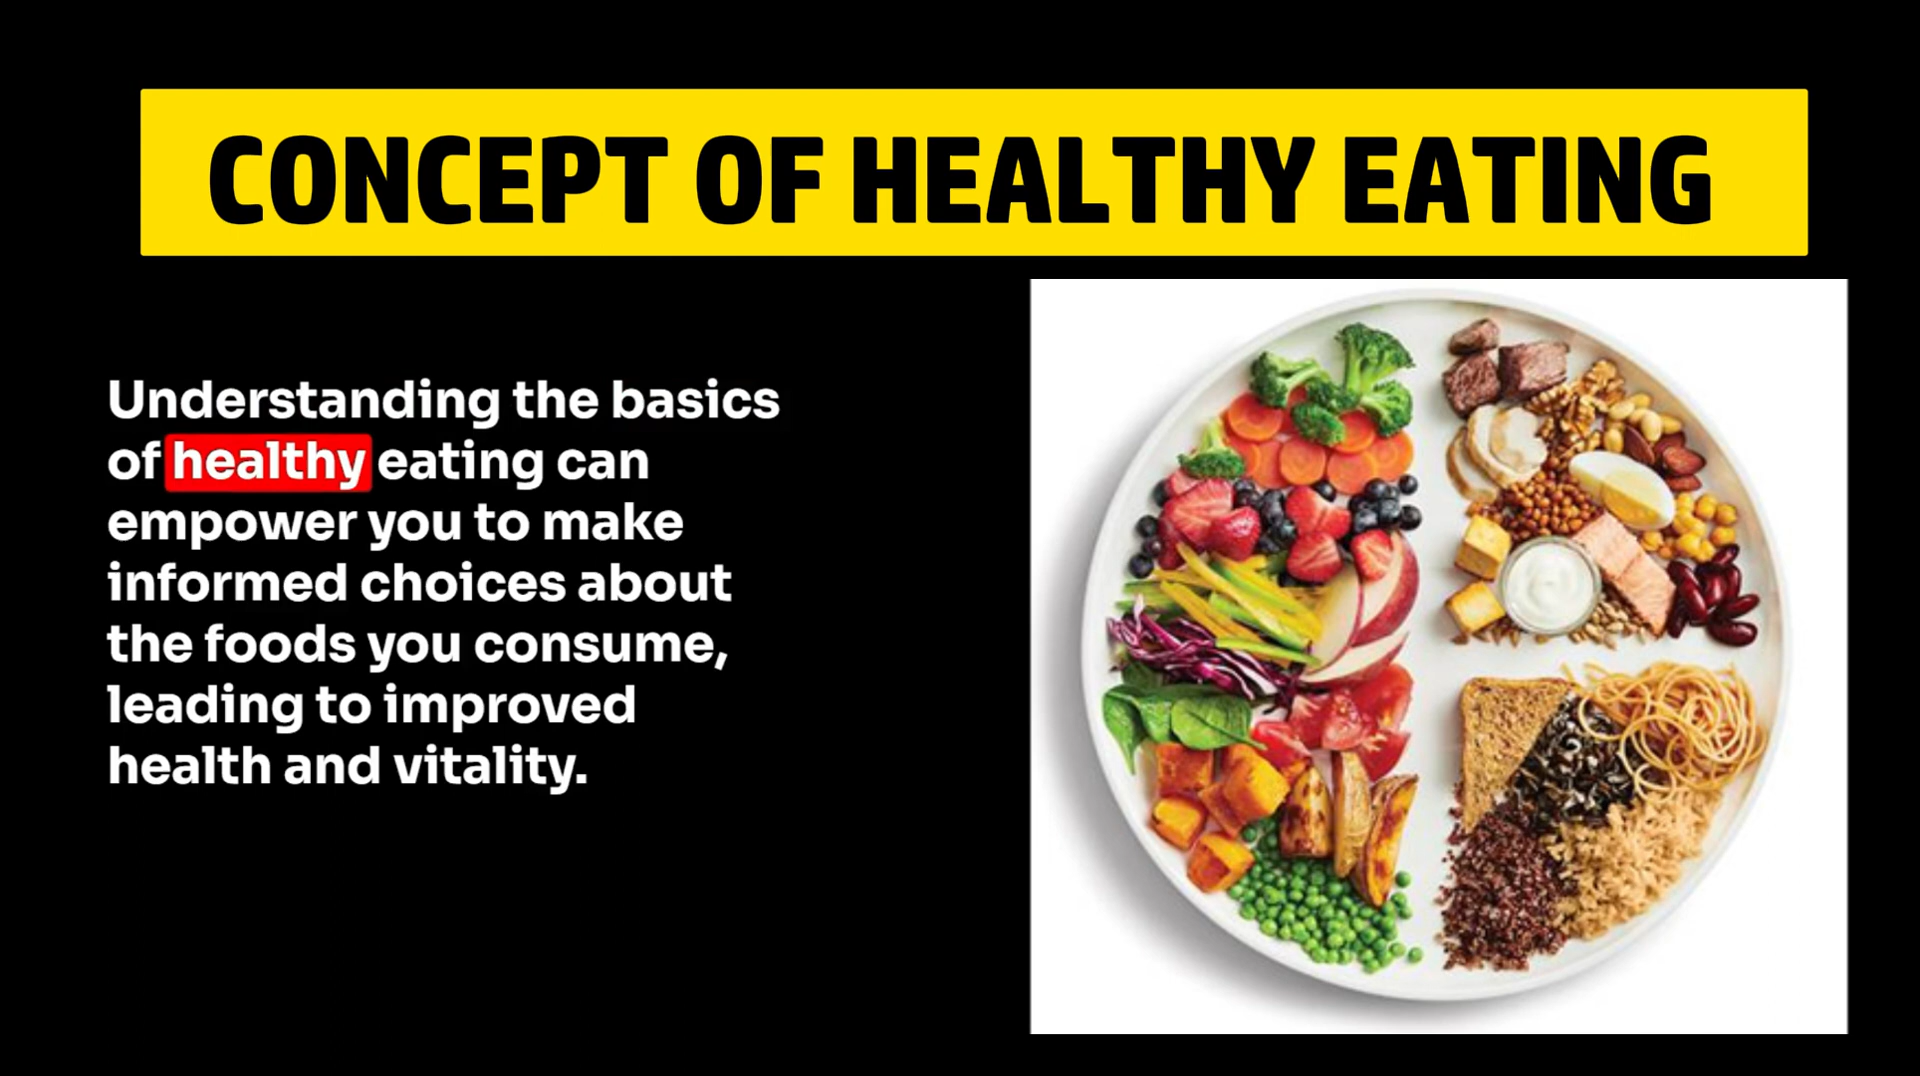 CONCEPT OF HEALTHY EATING
Understanding the basics
of healthy eating can
empower you to make
informed choices about
the foods you consume,
leading to improved
health and vitality.